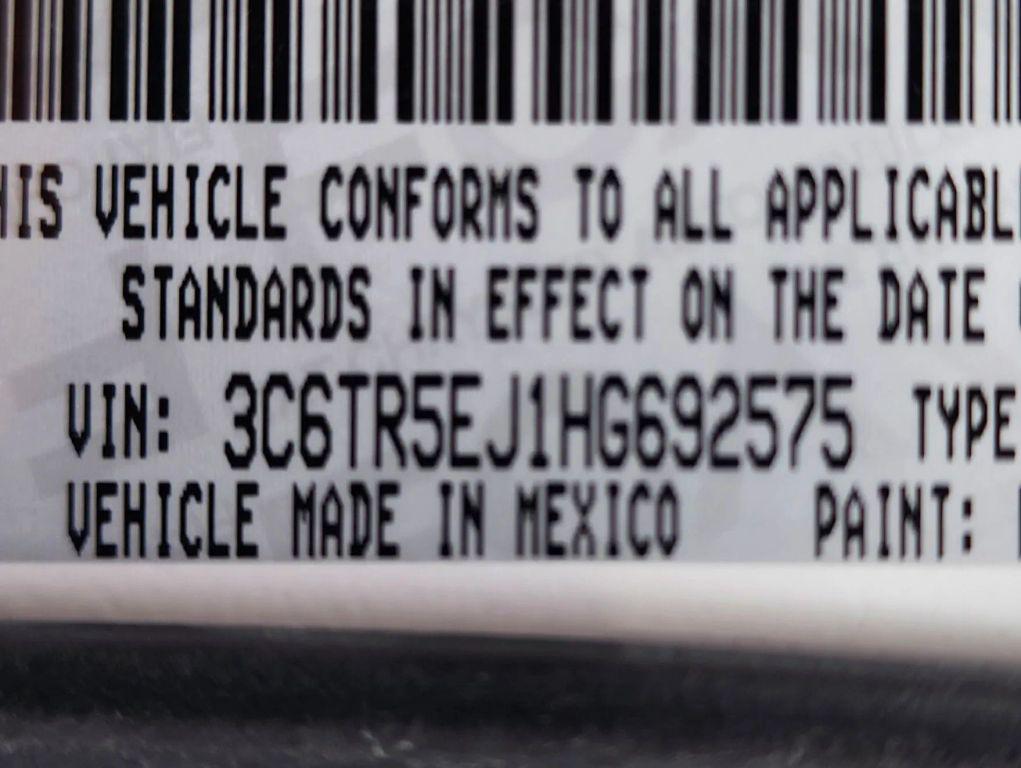 HIS VEHICLE CONFORMS TO ALL APPLICABL
STANDARDS IN EFFECT ON THE DATE
VIN: 3C6TR5EJ1HG692575 TYPE
VEHICLE MADE IN MEXICO PAINT: